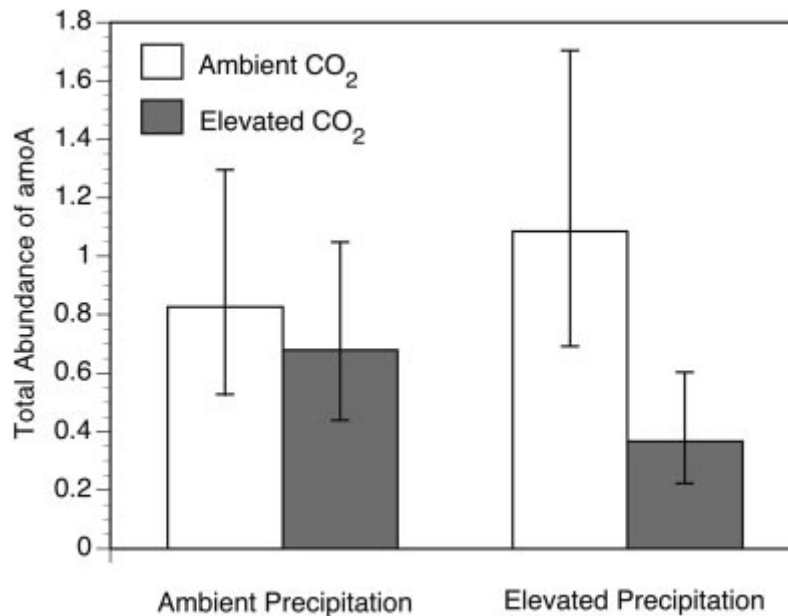 1.8
1.6
1.4
1.2
1
0.8
0.6
0.4
0.2
0
Total Abundance of amoA
Ambient CO2
Elevated CO2
Ambient Precipitation
Elevated Precipitation